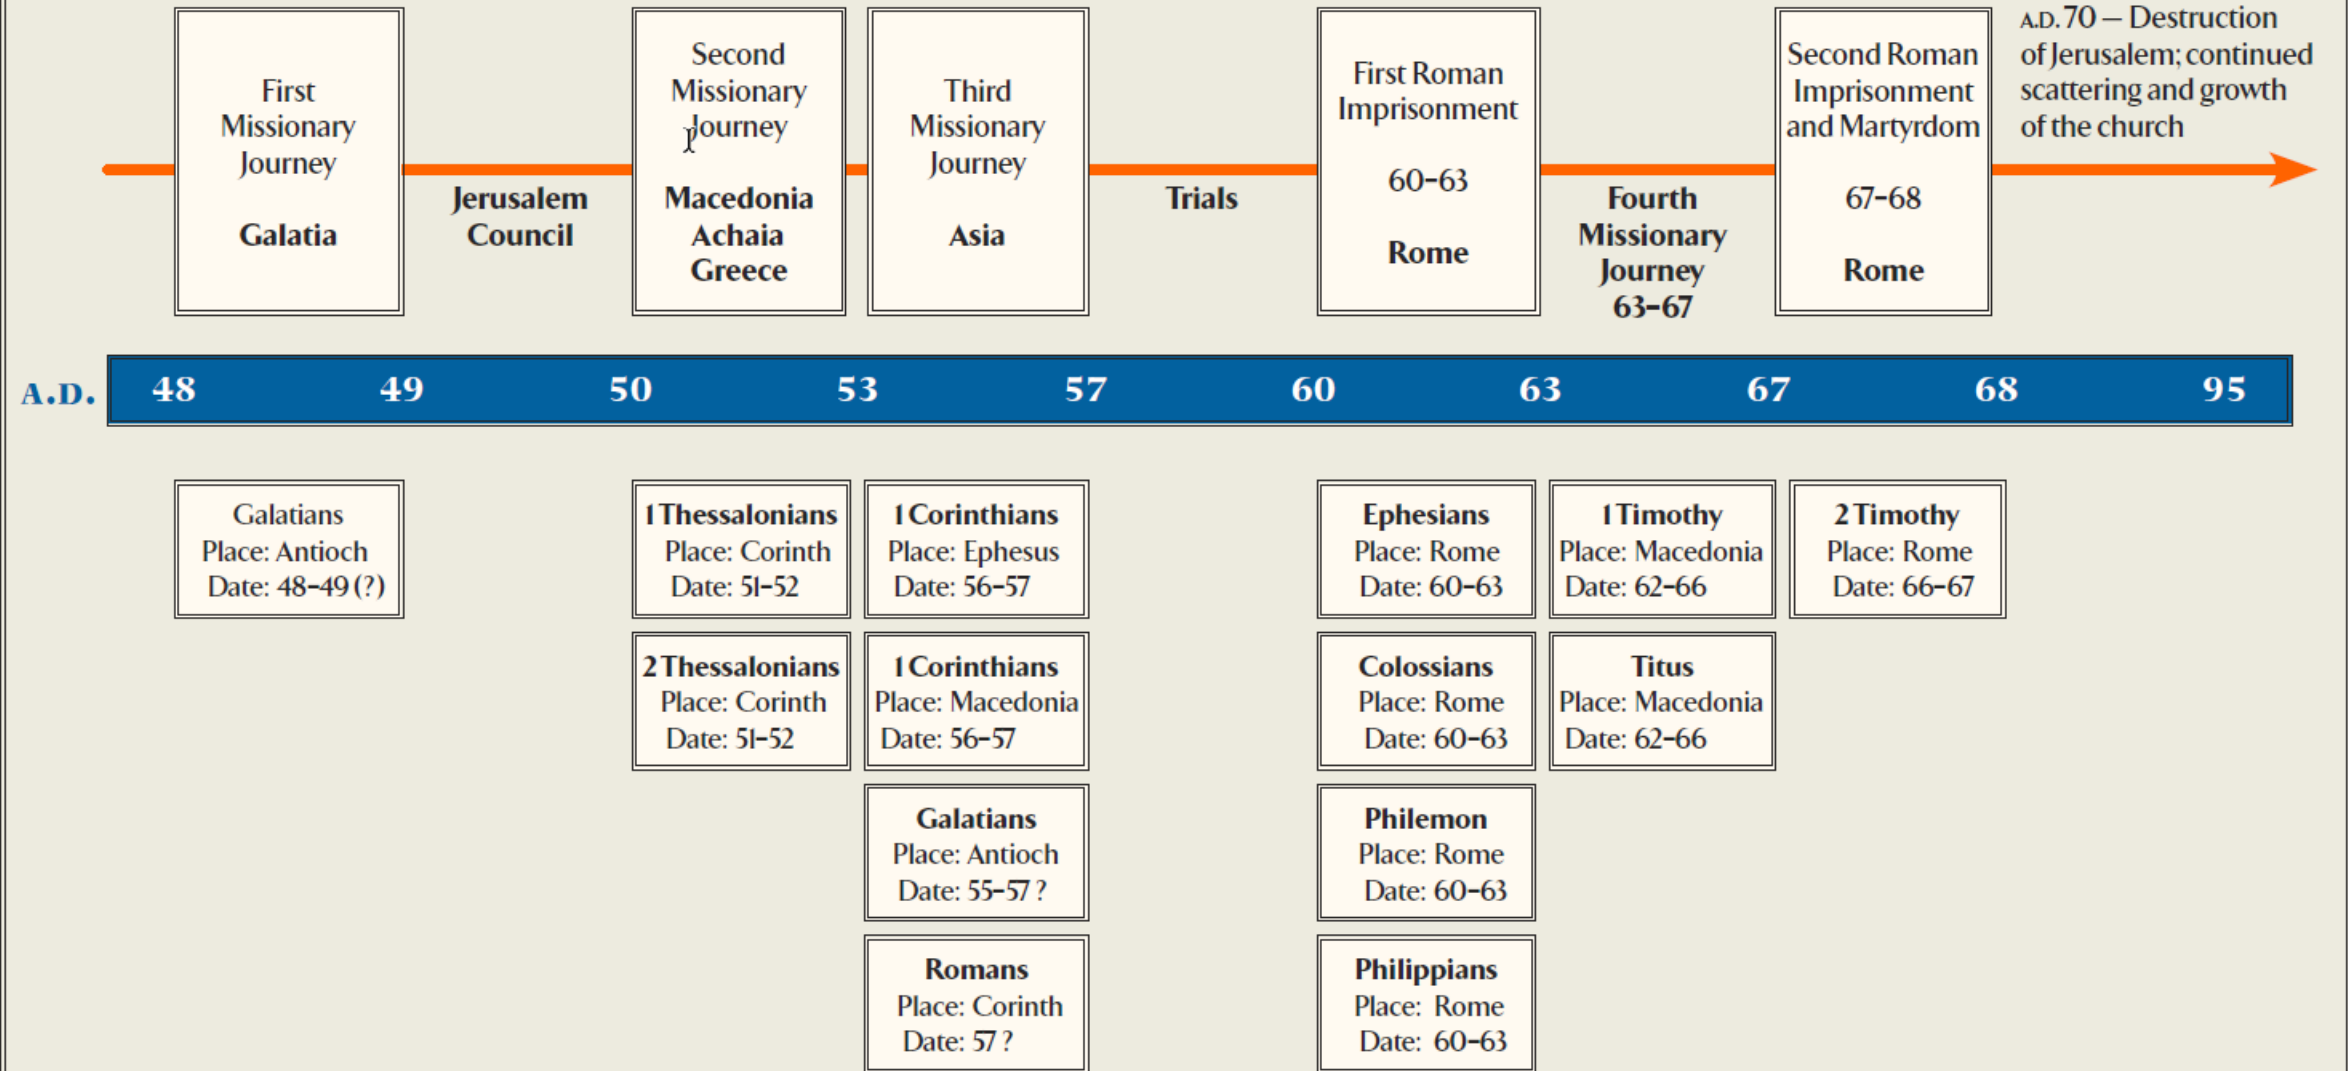 First
Missionary
Journey
Galatia
Jerusalem
Council
Second
Missionary
Journey
Macedonia
Achaia
Greece
Third
Missionary
Journey
Asia
Trials
First Roman
Imprisonment
60–63
Rome
Fourth
Missionary
Journey
63–67
Second Roman
Imprisonment
and Martyrdom
67–68
Rome
A.D. 70 – Destruction
of Jerusalem; continued
scattering and growth
of the church
A.D. 48 49 50 53 57 60 63 67 68 95
Galatians
Place: Antioch
Date: 48–49 (?)
1 Thessalonians
Place: Corinth
Date: 51–52
2 Thessalonians
Place: Corinth
Date: 51–52
1 Corinthians
Place: Ephesus
Date: 56–57
1 Corinthians
Place: Macedonia
Date: 56–57
Galatians
Place: Antioch
Date: 55–57 ?
Romans
Place: Corinth
Date: 57 ?
Ephesians
Place: Rome
Date: 60–63
Colossians
Place: Rome
Date: 60–63
Philemon
Place: Rome
Date: 60–63
Philippians
Place: Rome
Date: 60–63
1 Timothy
Place: Macedonia
Date: 62–66
Titus
Place: Macedonia
Date: 62–66
2 Timothy
Place: Rome
Date: 66–67